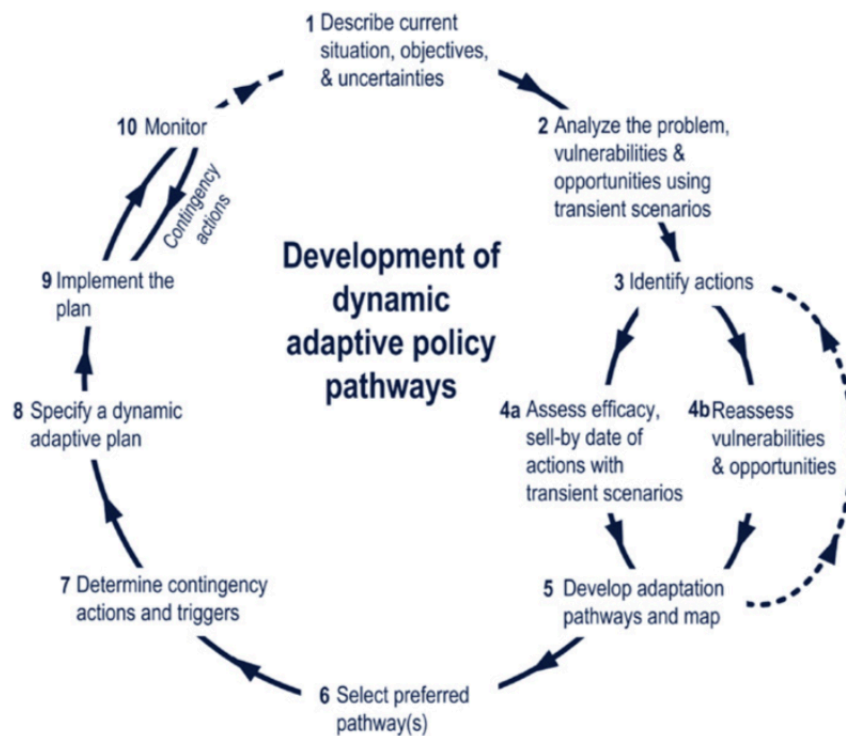 1 Describe current
situation, objectives,
& uncertainties
2 Analyze the problem,
vulnerabilities &
opportunities using
transient scenarios
3 Identify actions
4a Assess efficacy,
sell-by date of
actions with
transient scenarios
4b Reassess
vulnerabilities
& opportunities
5 Develop adaptation
pathways and map
6 Select preferred
pathway(s)
7 Determine contingency
actions and triggers
8 Specify a dynamic
adaptive plan
9 Implement the
plan
10 Monitor
Contingency
actions
Development of
dynamic
adaptive policy
pathways